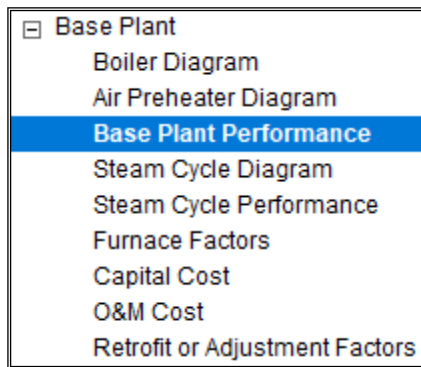 Base Plant
Boiler Diagram
Air Preheater Diagram
Base Plant Performance
Steam Cycle Diagram
Steam Cycle Performance
Furnace Factors
Capital Cost
O&M Cost
Retrofit or Adjustment Factors